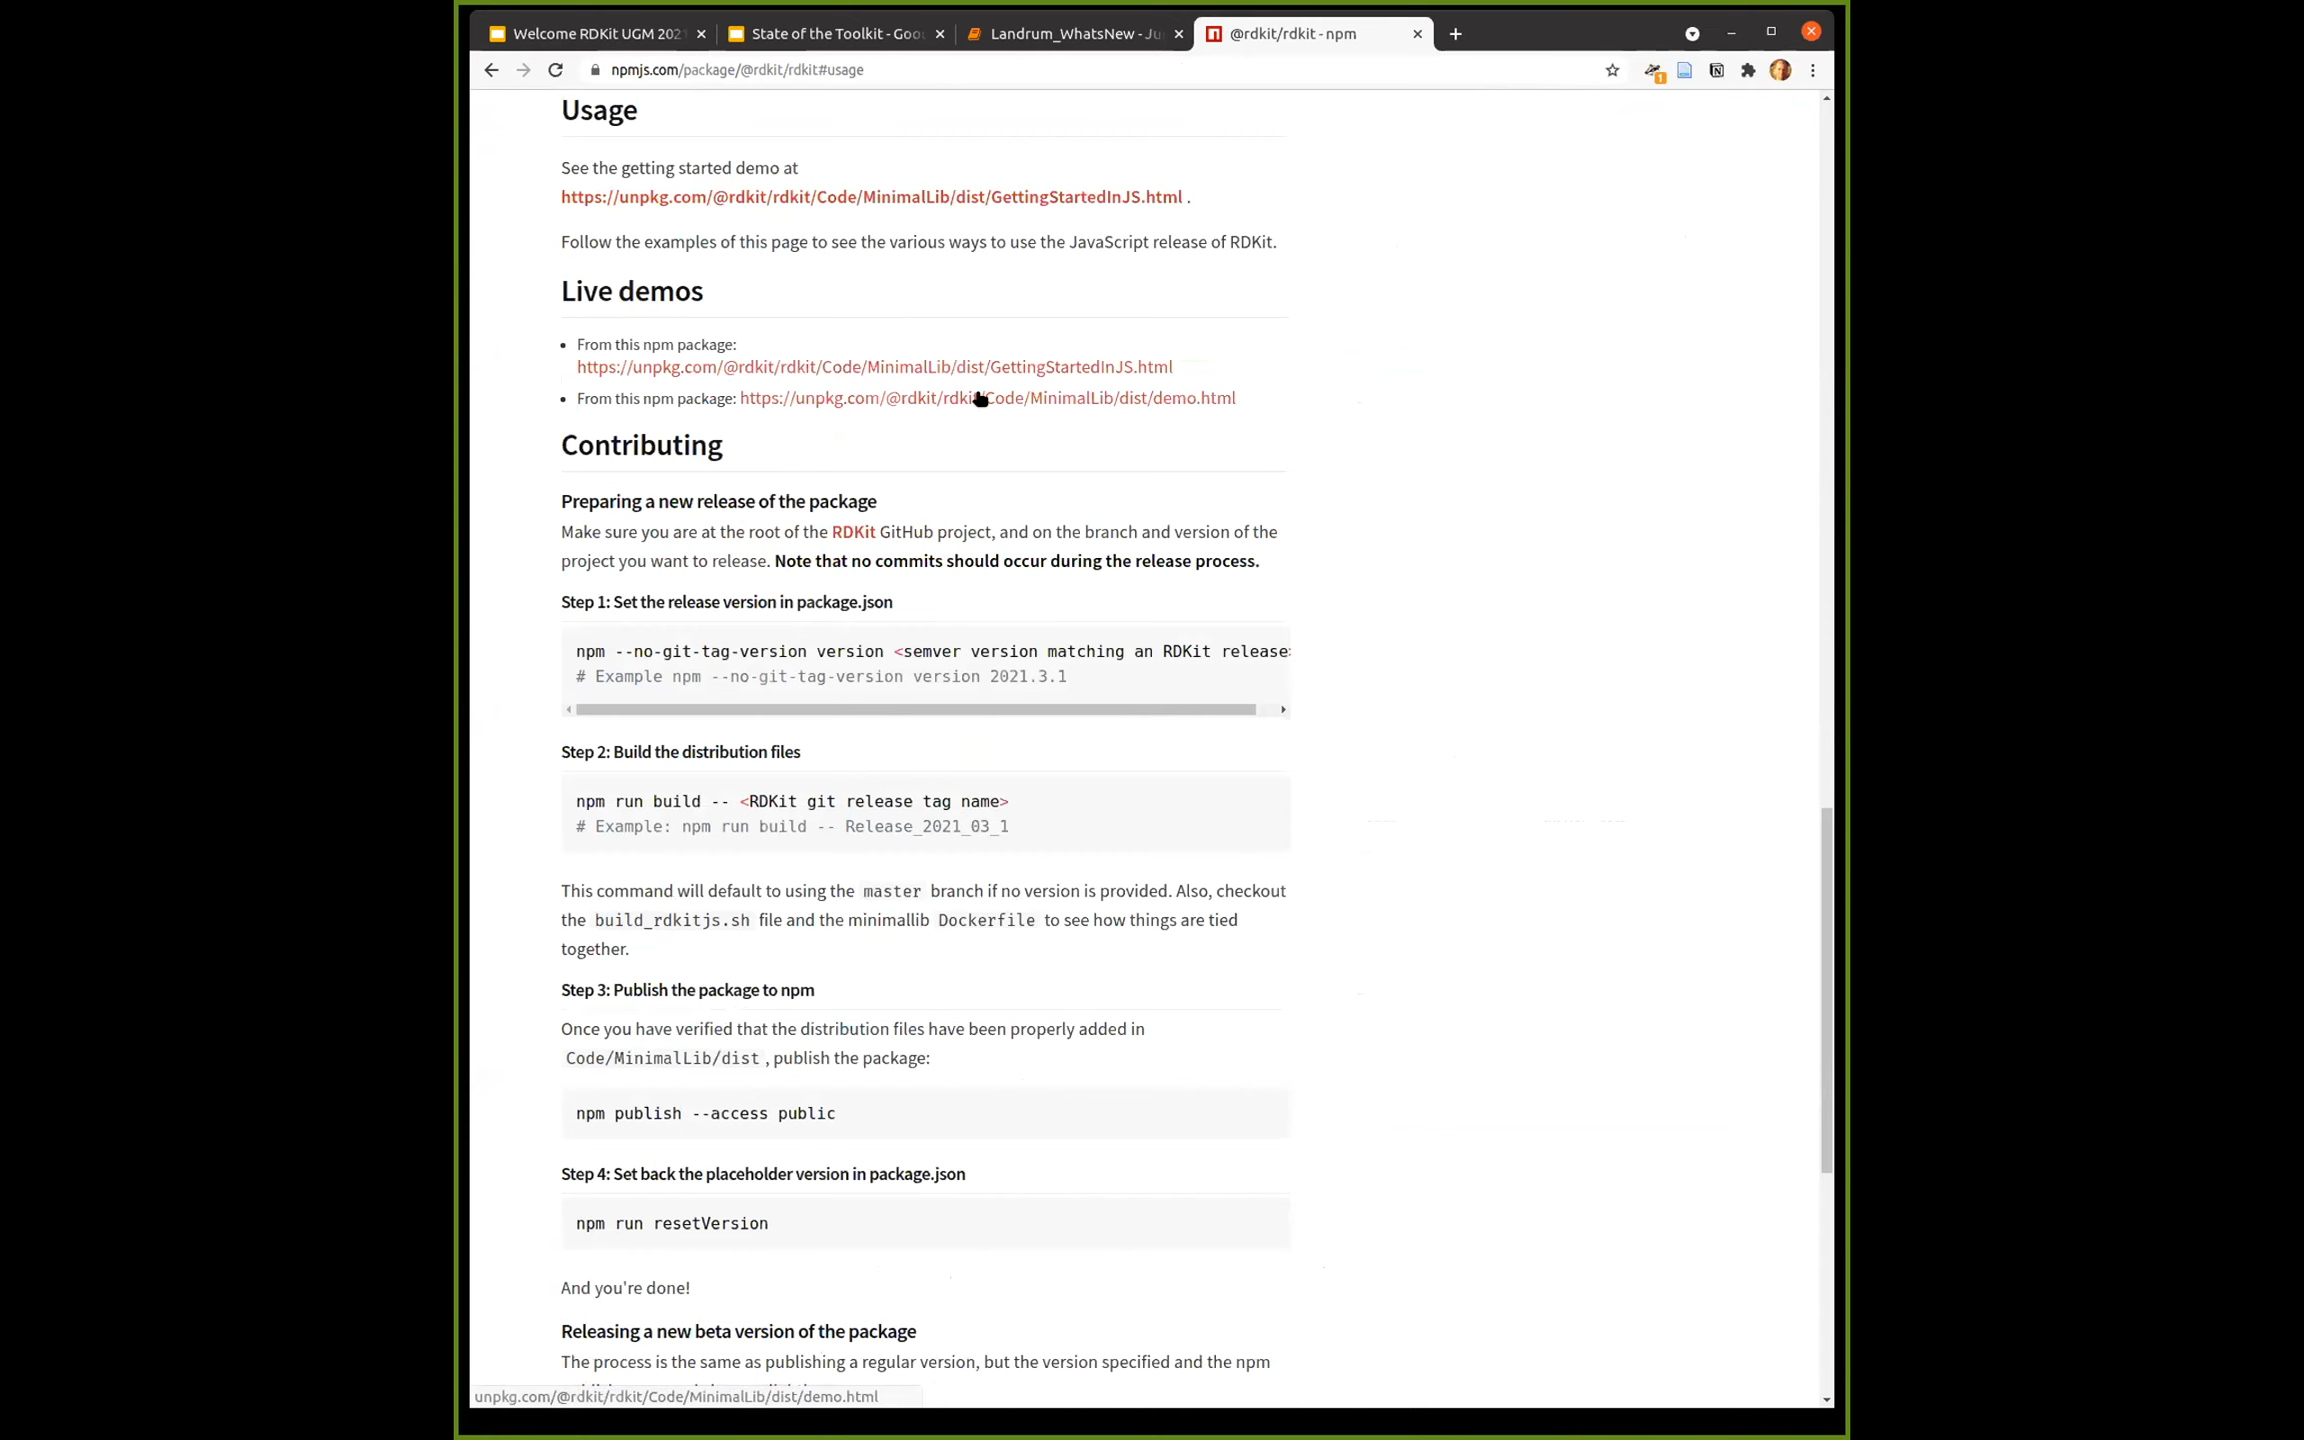 Welcome RDKit UGM 202
State of the Toolkit - Goo
Landrum_WhatsNew - Ju
@rdkit/rdkit - npm
npmjs.com/package/@rdkit/rdkit#usage
1
Usage
See the getting started demo at
https://unpkg.com/@rdkit/rdkit/Code/MinimalLib/dist/GettingStartedInJS.html .
Follow the examples of this page to see the various ways to use the JavaScript release of RDKit.
Live demos
• From this npm package:
https://unpkg.com/@rdkit/rdkit/Code/MinimalLib/dist/GettingStartedInJS.html
• From this npm package: https://unpkg.com/@rdkit/rdkit/Code/MinimalLib/dist/demo.html
Contributing
Preparing a new release of the package
Make sure you are at the root of the RDKit GitHub project, and on the branch and version of the
project you want to release. Note that no commits should occur during the release process.
Step 1: Set the release version in package.json
npm --no-git-tag-version version <semver version matching an RDKit release>
# Example npm --no-git-tag-version version 2021.3.1
Step 2: Build the distribution files
npm run build -- <RDKit git release tag name>
# Example: npm run build -- Release_2021_03_1
This command will default to using the master branch if no version is provided. Also, checkout
the build_rdkitjs.sh file and the minimallib Dockerfile to see how things are tied
together.
Step 3: Publish the package to npm
Once you have verified that the distribution files have been properly added in
Code/MinimalLib/dist , publish the package:
npm publish --access public
Step 4: Set back the placeholder version in package.json
npm run resetVersion
And you're done!
Releasing a new beta version of the package
The process is the same as publishing a regular version, but the version specified and the npm
unpkg.com/@rdkit/rdkit/Code/MinimalLib/dist/demo.html